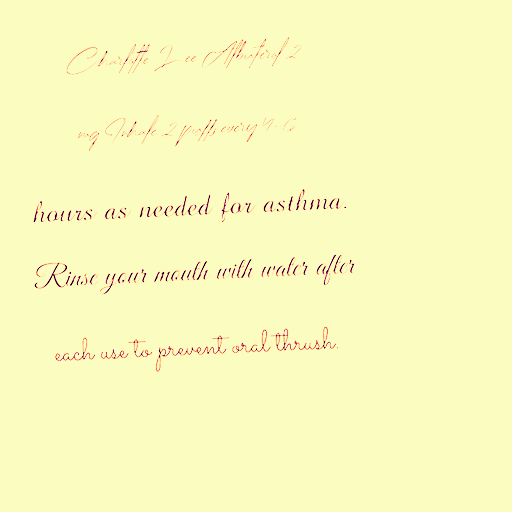 Charlotte Lee Albuterol 2
mg Inhale 2 puffs every 4-6
hours as needed for asthma.
Rinse your mouth with water after
each use to prevent oral thrush.